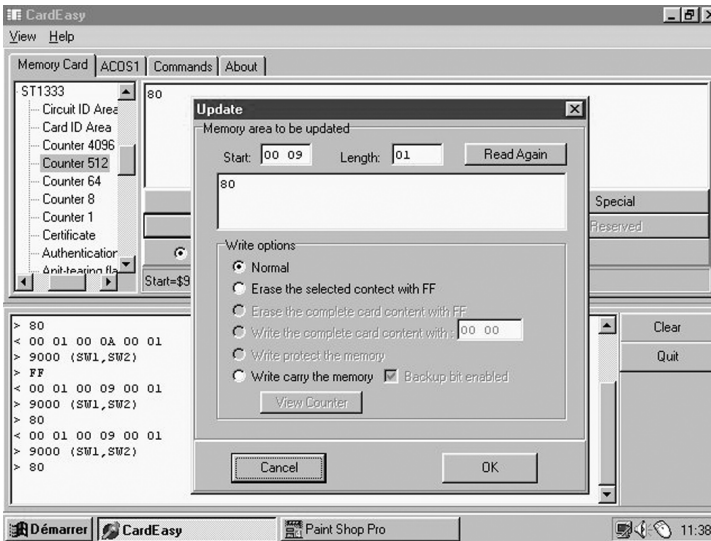 CardEasy
View Help
Memory Card ACOS1 Commands About
ST1333
Circuit ID Area
Card ID Area
Counter 4096
Counter 512
Counter 64
Counter 8
Counter 1
Certificate
Authentication
Anit-tearing fla
80
Special
Reserved
Start=$9
Update
Memory area to be updated
Start: 00 09 Length: 01 Read Again
80
Write options
Normal
Erase the selected contect with FF
Erase the complete card content with FF
Write the complete card content with : 00 00
Write protect the memory
Write carry the memory Backup bit enabled
View Counter
Cancel OK
> 80
< 00 01 00 0A 00 01
> 9000 (SW1,SW2)
> FF
< 00 01 00 09 00 01
> 9000 (SW1,SW2)
> 80
< 00 01 00 09 00 01
> 9000 (SW1,SW2)
> 80
Clear
Quit
Démarrer CardEasy Paint Shop Pro 11:38